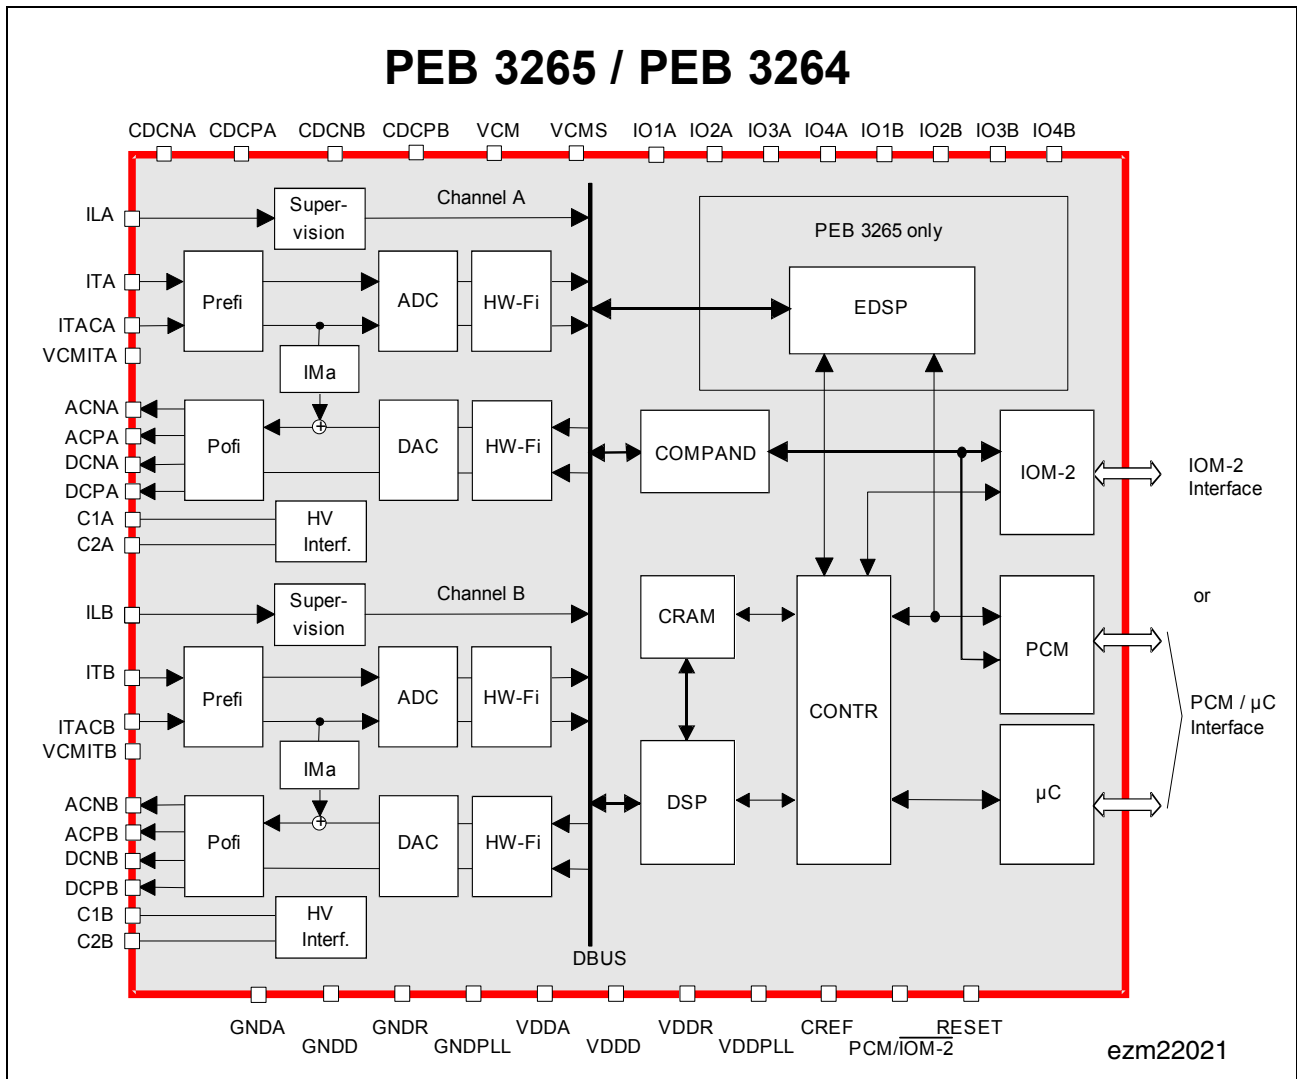 PEB 3265 / PEB 3264
CDCNA CDCPA CDCNB CDCPB VCM VCMS IO1A IO2A IO3A IO4A IO1B IO2B IO3B IO4B
ILA
Super-
vision
Channel A
PEB 3265 only
ITA
Prefi
ADC
HW-Fi
EDSP
ITACA
VCMITA
IMa
ACNA
ACPA
DCNA
DCPA
Pofi
+
DAC
HW-Fi
COMPAND
IOM-2
IOM-2
Interface
C1A
C2A
HV
Interf.
ILB
Super-
vision
Channel B
CRAM
or
ITB
Prefi
ADC
HW-Fi
CONTR
PCM
PCM / µC
Interface
ITACB
VCMITB
IMa
DSP
µC
ACNB
ACPB
DCNB
DCPB
Pofi
+
DAC
HW-Fi
C1B
C2B
HV
Interf.
DBUS
GNDA GNDR VDDA VDDR CREF RESET
GNDD GNDPLL VDDD VDDPLL PCM/IOM-2
ezm22021